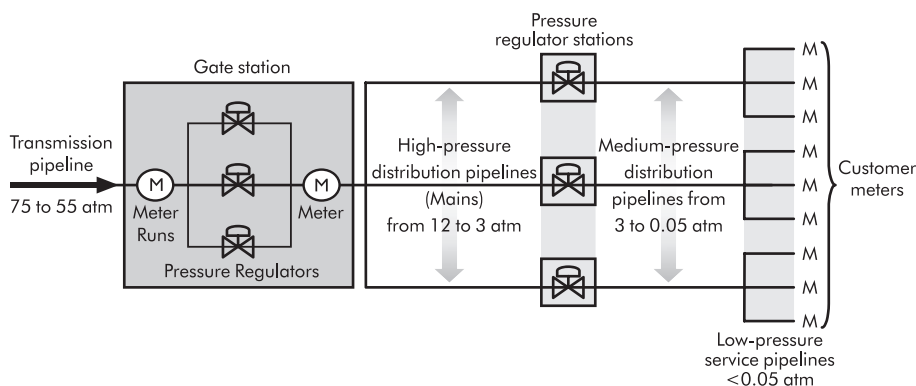 Pressure
regulator stations
Gate station
Transmission
pipeline
75 to 55 atm
M
Meter
Runs
M
Meter
Pressure Regulators
High-pressure
distribution pipelines
(Mains)
from 12 to 3 atm
Medium-pressure
distribution
pipelines from
3 to 0.05 atm
M
M
M
M
M
M
M
M
M
Customer
meters
Low-pressure
service pipelines
<0.05 atm